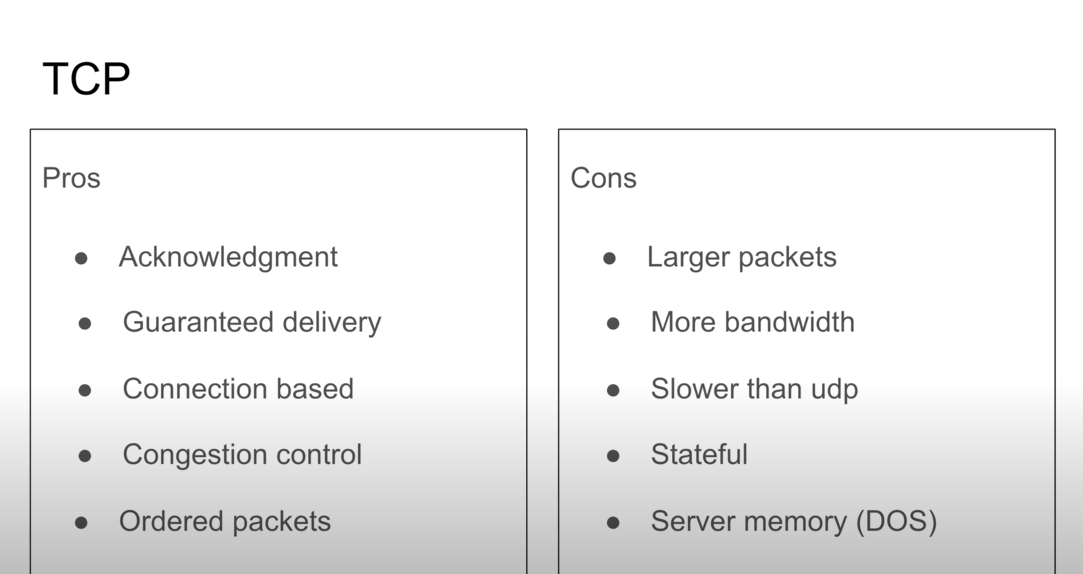 TCP
Pros
● Acknowledgment
● Guaranteed delivery
● Connection based
● Congestion control
● Ordered packets
Cons
● Larger packets
● More bandwidth
● Slower than udp
● Stateful
● Server memory (DOS)